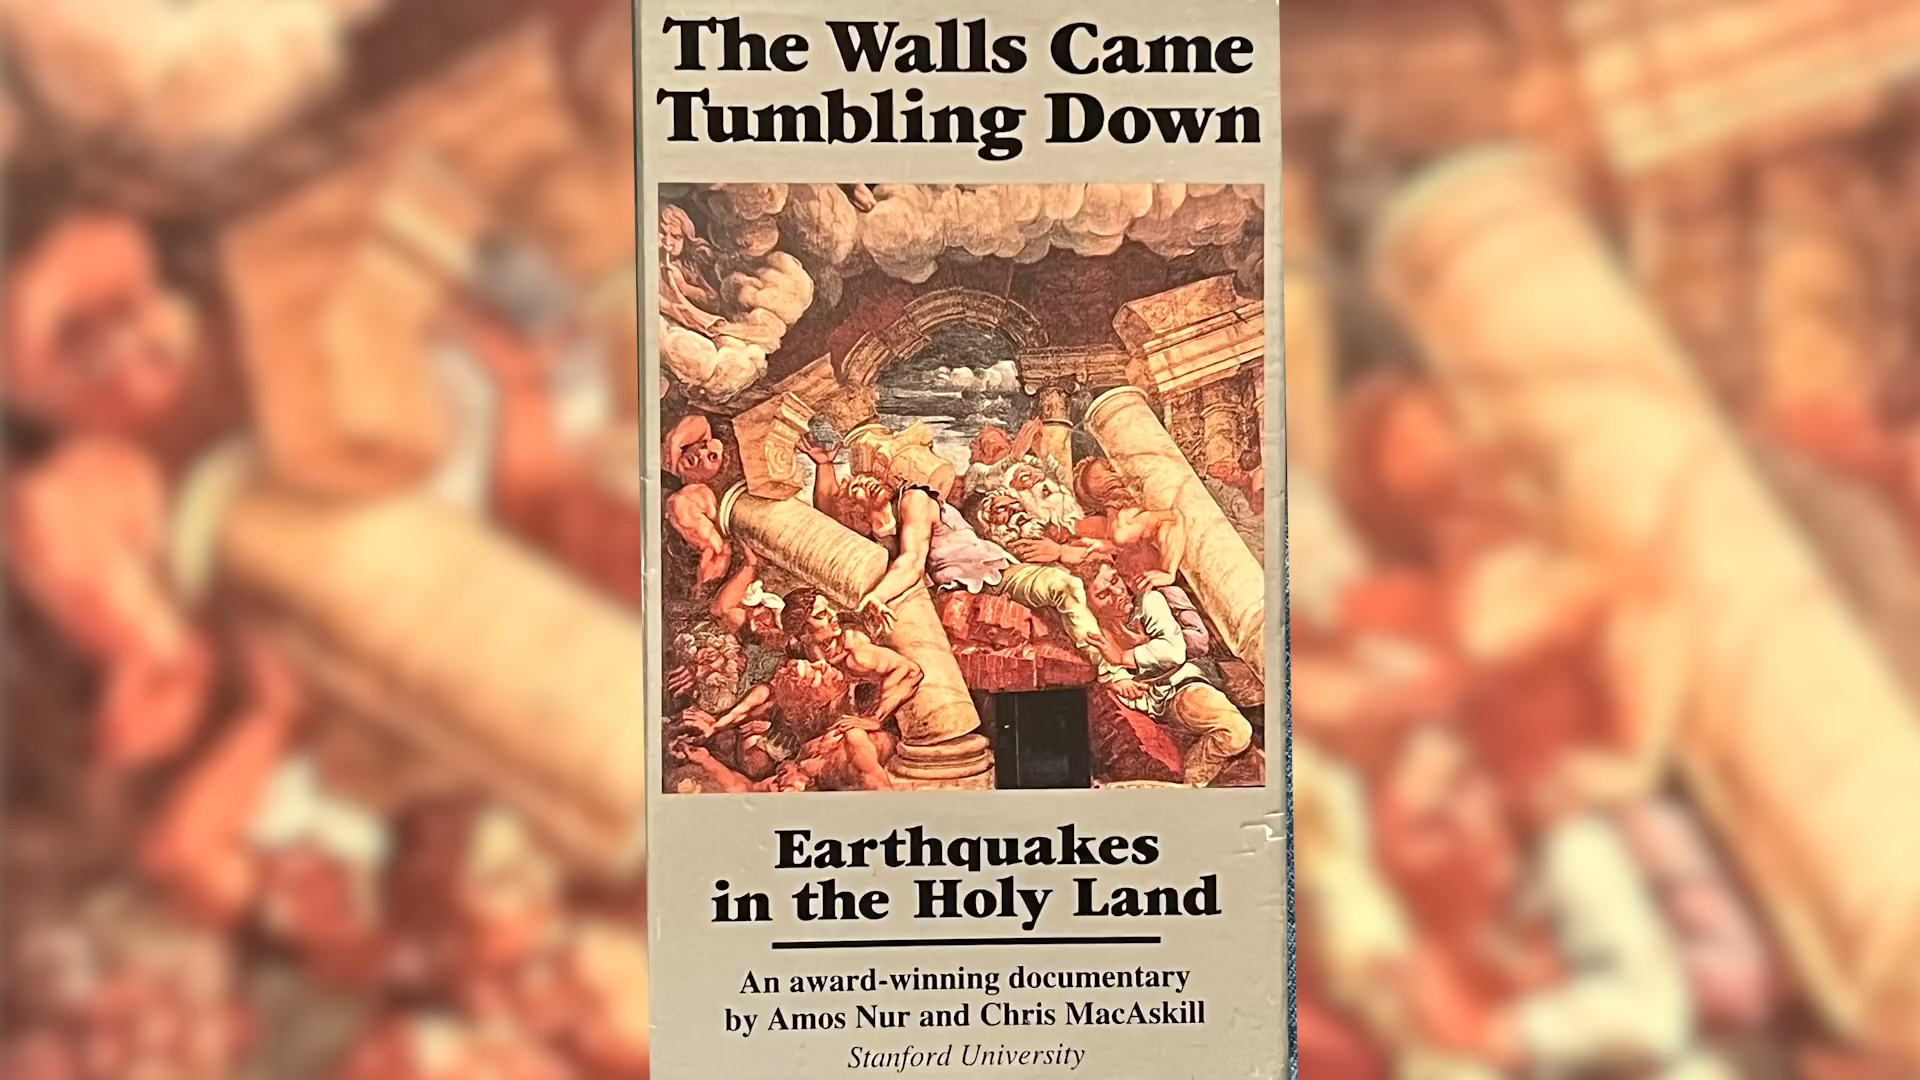 The Walls Came
Tumbling Down
Earthquakes
in the Holy Land
An award-winning documentary
by Amos Nur and Chris MacAskill
Stanford University